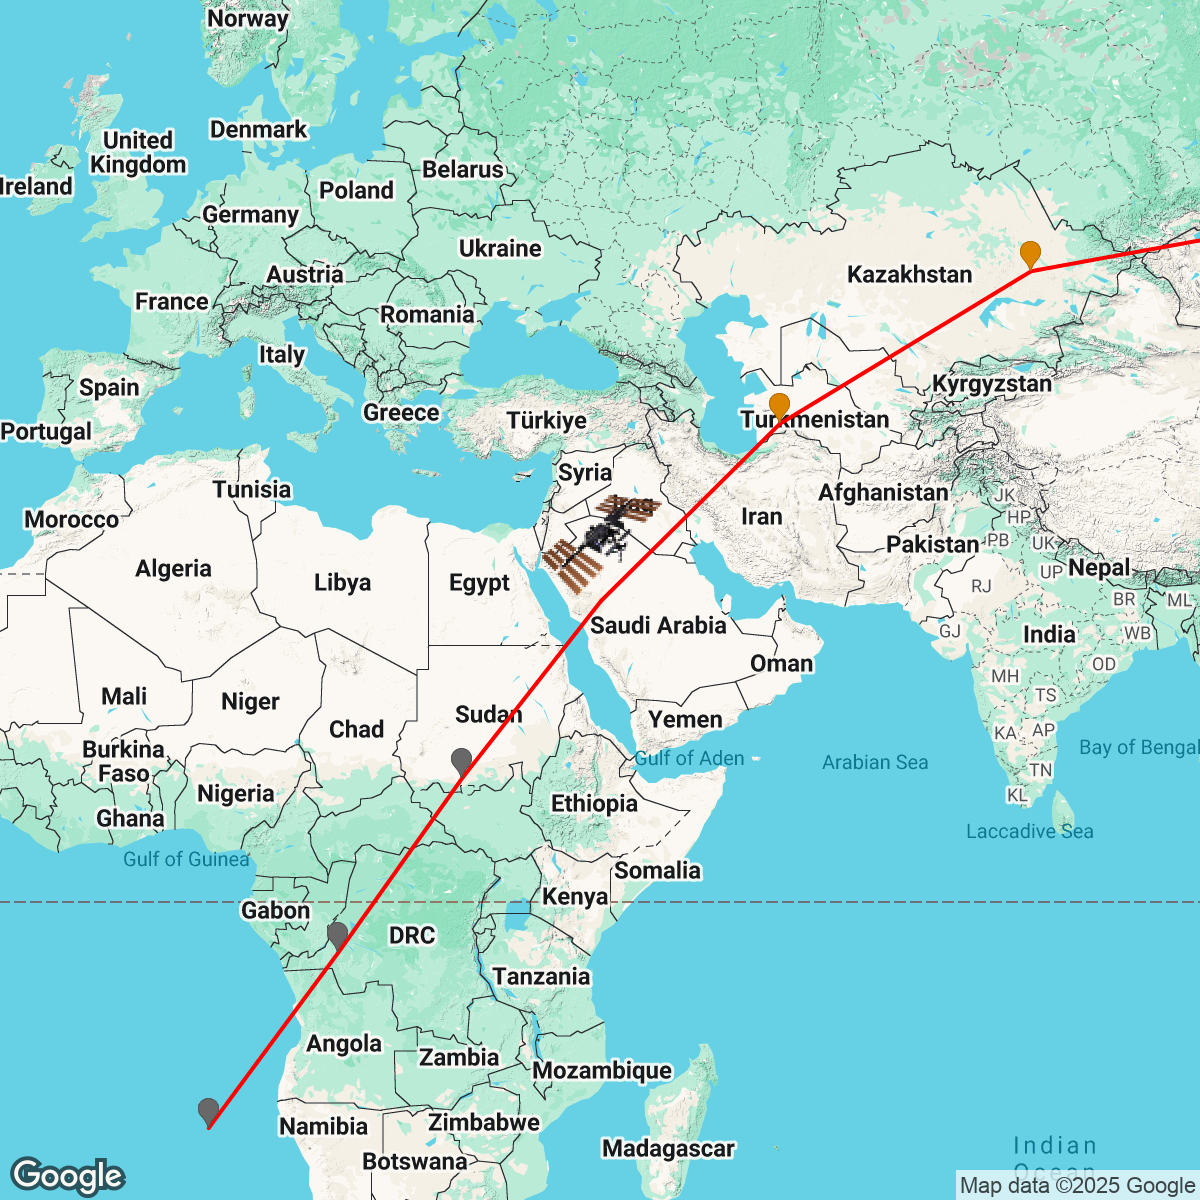 Norway
Denmark
United
Kingdom
Ireland
Belarus
Poland
Germany
Ukraine
Austria
Kazakhstan
France
Romania
Italy
Kyrgyzstan
Spain
Greece
Türkiye
Turkmenistan
Portugal
Syria
Tunisia
Afghanistan
JK
Morocco
Iraq
Iran
HP
PB
UK
Pakistan
Algeria
Libya
Egypt
Nepal
UP
RJ
BR
ML
Saudi Arabia
GJ
India
WB
Oman
OD
Mali
Niger
MH
TS
Chad
Sudan
Yemen
KA
AP
Burkina
Faso
Gulf of Aden
Arabian Sea
Bay of Bengal
TN
Nigeria
Ethiopia
KL
Ghana
Laccadive Sea
Gulf of Guinea
Somalia
Gabon
Kenya
DRC
Tanzania
Angola
Zambia
Mozambique
Namibia
Zimbabwe
Madagascar
Botswana
Indian
Ocean
Google
Map data ©2025 Google